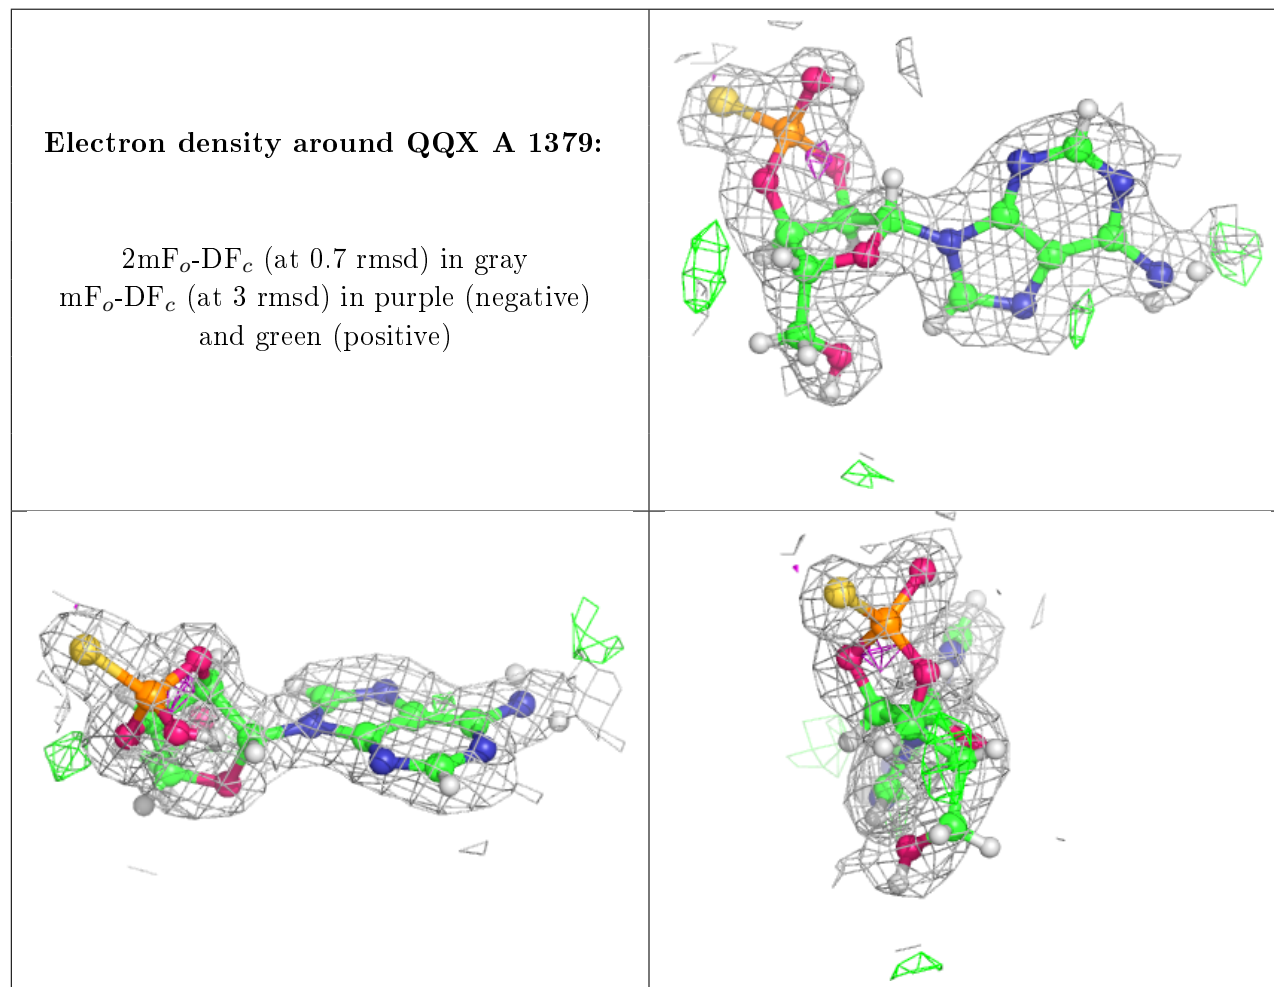 Electron density around QQX A 1379:
2mFo-DFc (at 0.7 rmsd) in gray
mFo-DFc (at 3 rmsd) in purple (negative)
and green (positive)